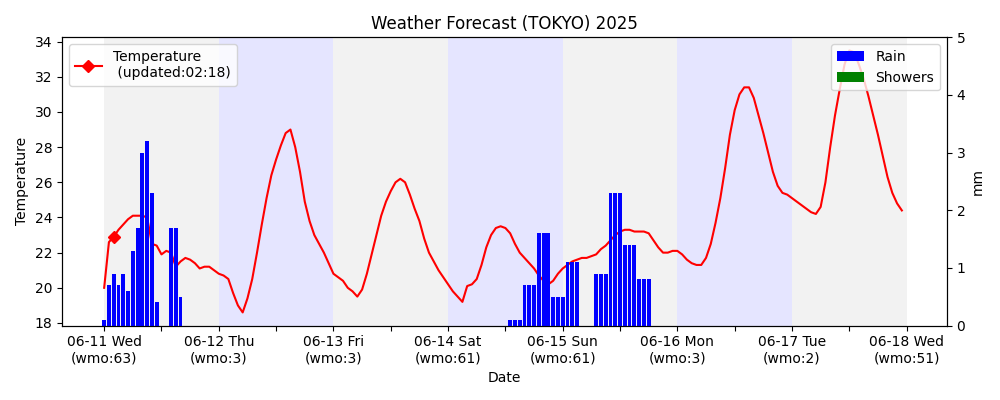 Weather Forecast (TOKYO) 2025
Temperature
(updated:02:18)
Rain
Showers
34
32
30
28
26
24
22
20
18
Temperature
5
4
3
2
1
0
mm
06-11 Wed
(wmo:63)
06-12 Thu
(wmo:3)
06-13 Fri
(wmo:3)
06-14 Sat
(wmo:61)
06-15 Sun
(wmo:61)
06-16 Mon
(wmo:3)
06-17 Tue
(wmo:2)
06-18 Wed
(wmo:51)
Date